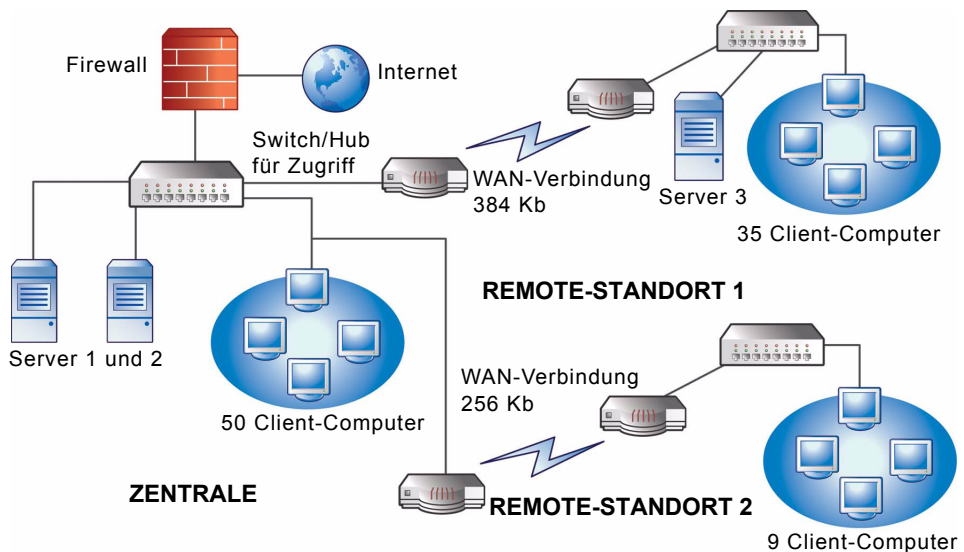 Firewall
Internet
Switch/Hub
für Zugriff
WAN-Verbindung
384 Kb
Server 3
35 Client-Computer
REMOTE-STANDORT 1
Server 1 und 2
50 Client-Computer
WAN-Verbindung
256 Kb
ZENTRALE
REMOTE-STANDORT 2
9 Client-Computer